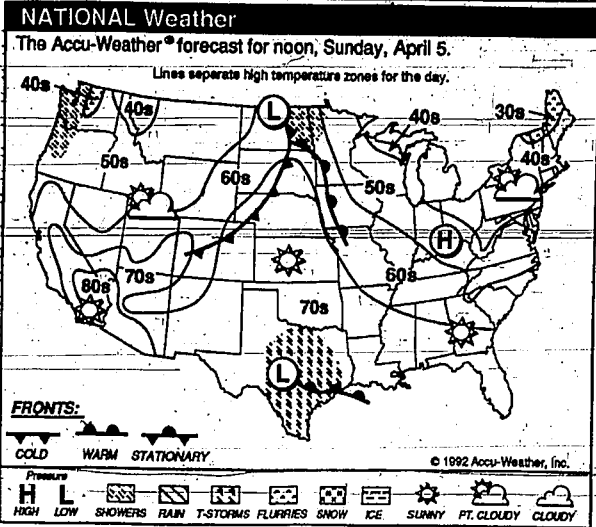 NATIONAL Weather
The Accu-Weather® forecast for noon, Sunday, April 5.
Lines separate high temperature zones for the day.
40s
40s
L
40s
30s
50s
40s
60s
50s
H
70s
60s
80s
70s
L
FRONTS:
COLD WARM STATIONARY
© 1992 Accu-Weather, Inc.
Pressure
H L
HIGH LOW SHOWERS RAIN T-STORMS FLURRIES SNOW ICE SUNNY PT. CLOUDY CLOUDY